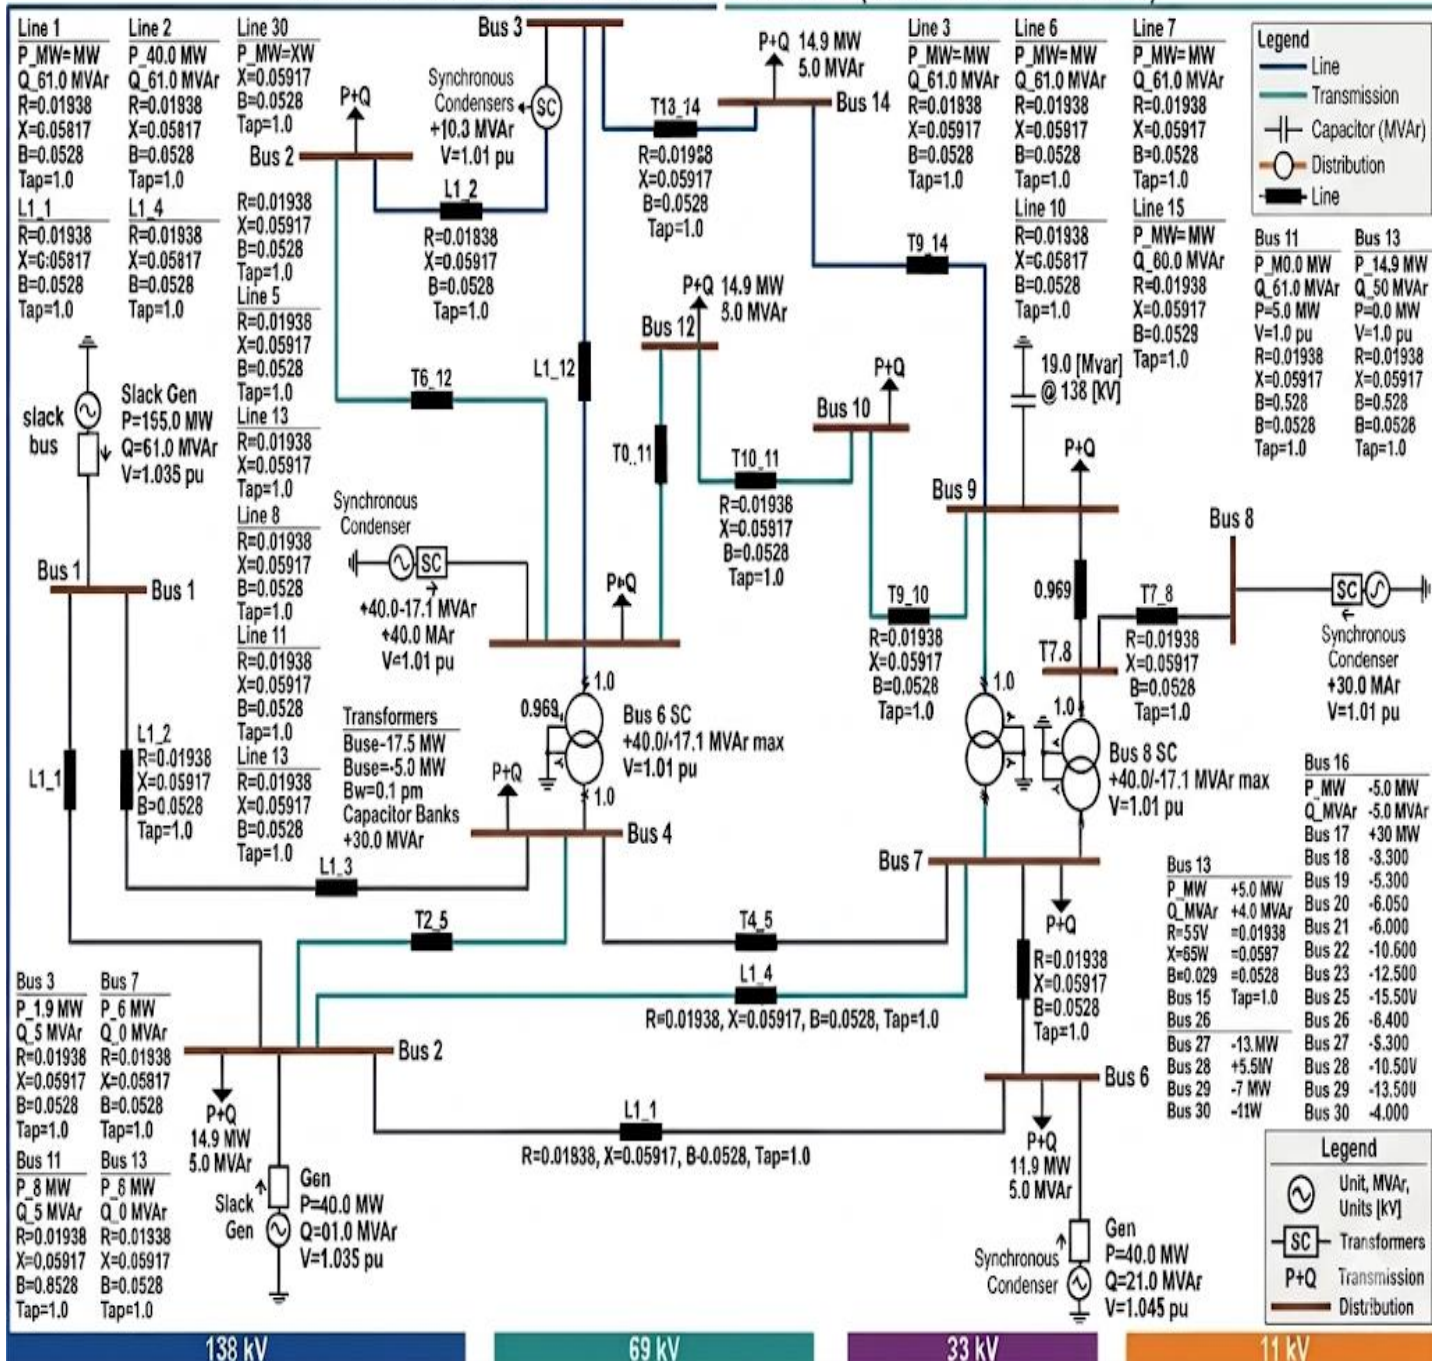 Line 1
P_MW=MW
Q_61.0 MVAr
R=0.01938
X=0.05817
B=0.0528
Tap=1.0
L1_1
R=0.01938
X=C:05817
B=0.0528
Tap=1.0
Line 2
P_40.0 MW
Q_61.0 MVAr
R=0.01938
X=0.05817
B=0.0528
Tap=1.0
L1_4
R=0.01938
X=0.05817
B=0.0528
Tap=1.0
Line 30
P_MW=XW
X=0.05917
B=0.0528
Tap=1.0
R=0.01938
X=0.05917
B=0.0528
Tap=1.0
Line 5
R=0.01938
X=0.05917
B=0.0528
Tap=1.0
Line 13
R=0.01938
X=0.05917
Tap=1.0
Line 8
R=0.01938
X=0.05917
B=0.0528
Tap=1.0
Line 11
R=0.01938
X=0.05917
B=0.0528
Tap=1.0
Line 13
R=0.01938
X=0.05917
B=0.0528
Tap=1.0
Bus 3
Synchronous
Condensers
+10.3 MVAr
V=1.01 pu
SC
P+Q
Bus 2
L1_2
R=0.01838
X=0.05917
B=0.0528
Tap=1.0
P+Q 14.9 MW
5.0 MVAr
Bus 14
T13_14
R=0.01988
X=0.05917
B=0.0528
Tap=1.0
T9_14
Line 3
P_MW=MW
Q_61.0 MVAr
R=0.01938
X=0.05917
B=0.0528
Tap=1.0
Line 6
P_MW=MW
Q_61.0 MVAr
R=0.01938
X=0.05917
B=0.0528
Tap=1.0
Line 10
R=0.01938
X=C.05817
B=0.0528
Tap=1.0
Line 7
P_MW=MW
Q_61.0 MVAr
R=0.01938
X=0.05917
B=0.0528
Tap=1.0
Line 15
P_MW=MW
Q_60.0 MVAr
R=0.01938
X=0.05917
B=0.0529
Tap=1.0
Legend
Line
Transmission
Capacitor (MVAr)
Distribution
Line
Bus 11
P_M0.0 MW
Q_61.0 MVAr
P=5.0 MW
V=1.0 pu
R=0.01938
X=0.05917
B=0.528
B=0.0528
Tap=1.0
Bus 13
P_14.9 MW
Q_50 MVAr
P=0.0 MW
V=1.0 pu
R=0.01938
X=0.05917
B=0.528
B=0.0528
Tap=1.0
slack
bus
Slack Gen
P=155.0 MW
Q=61.0 MVAr
V=1.035 pu
T6_12
L1_12
P+Q 14.9 MW
5.0 MVAr
Bus 12
T0..11
T10_11
R=0.01938
X=0.05917
B=0.0528
Tap=1.0
P+Q
Bus 10
19.0 [Mvar]
@ 138 [KV]
P+Q
Bus 9
Bus 8
Synchronous
Condenser
SC
+40.0-17.1 MVAr
+40.0 MAr
V=1.01 pu
P+Q
T9_10
R=0.01938
X=0.05917
B=0.0528
Tap=1.0
0.969
T7_8
R=0.01938
X=0.05917
B=0.0528
Tap=1.0
T7.8
SC
Synchronous
Condenser
+30.0 MAr
V=1.01 pu
Bus 1
Bus 1
L1_1
L1_2
R=0.01938
X=0.05917
B=0.0528
Tap=1.0
Transformers
Buse-17.5 MW
Buse=-5.0 MW
Bw=0.1 pm
Capacitor Banks
+30.0 MVAr
1.0
0.969
1.0
Bus 6 SC
+40.0/-17.1 MVAr max
V=1.01 pu
P+Q
Bus 4
1.0
1.0
Bus 8 SC
+40.0/-17.1 MVAr max
V=1.01 pu
Bus 7
P+Q
L1_3
T2_5
T4_5
L1_4
R=0.01938, X=0.05917, B=0.0528, Tap=1.0
R=0.01938
X=0.05917
B=0.0528
Tap=1.0
Bus 13
P_MW +5.0 MW
Q_MVAr +4.0 MVAr
R=55V =0.01938
X=65W =0.0597
B=0.029 =0.0528
Bus 15 Tap=1.0
Bus 26
Bus 27 -13.MW
Bus 28
Bus 29 -7 MW
Bus 30 -11W
Bus 16
P_MW -5.0 MW
Q_MVAr -5.0 MVAr
Bus 17 +30 MW
Bus 18 -3.300
Bus 19 -5.300
Bus 20 -6.050
Bus 21 -6.000
Bus 22 -10.600
Bus 23 -12.500
Bus 25 -15.50V
Bus 26 -6.400
Bus 27 -5.300
Bus 28 -10.50V
Bus 29 -13.500
Bus 30 -4.000
Bus 3
P_1.9 MW
Q_5 MVAr
R=0.01938
X=0.05917
B=0.0528
Tap=1.0
Bus 7
P_6 MW
Q_0 MVAr
R=0.01938
X=0.05817
B=0.0528
Tap=1.0
Bus 11
P_8 MW
Q_5 MVAr
R=0.01938
X=0,05917
B=0.8528
Tap=1.0
Bus 13
P_6 MW
Q_0 MVAr
R=0.01938
X=0.05917
B=0.0528
Tap=1.0
Bus 2
P+Q
14.9 MW
5.0 MVAr
Slack
Gen
Gen
P=40.0 MW
Q=01.0 MVAr
V=1.035 pu
L1_1
R=0.01838, X=0.05917, B-0.0528, Tap=1.0
Bus 6
P+Q
11.9 MW
5.0 MVAr
Synchronous
Condenser
Gen
P=40.0 MW
Q=21.0 MVAr
V=1.045 pu
Legend
Unit, MVAr,
Units [kV]
SC Transformers
P+Q Transmission
Distribution
138 kV
69 kV
33 kV
11 kV